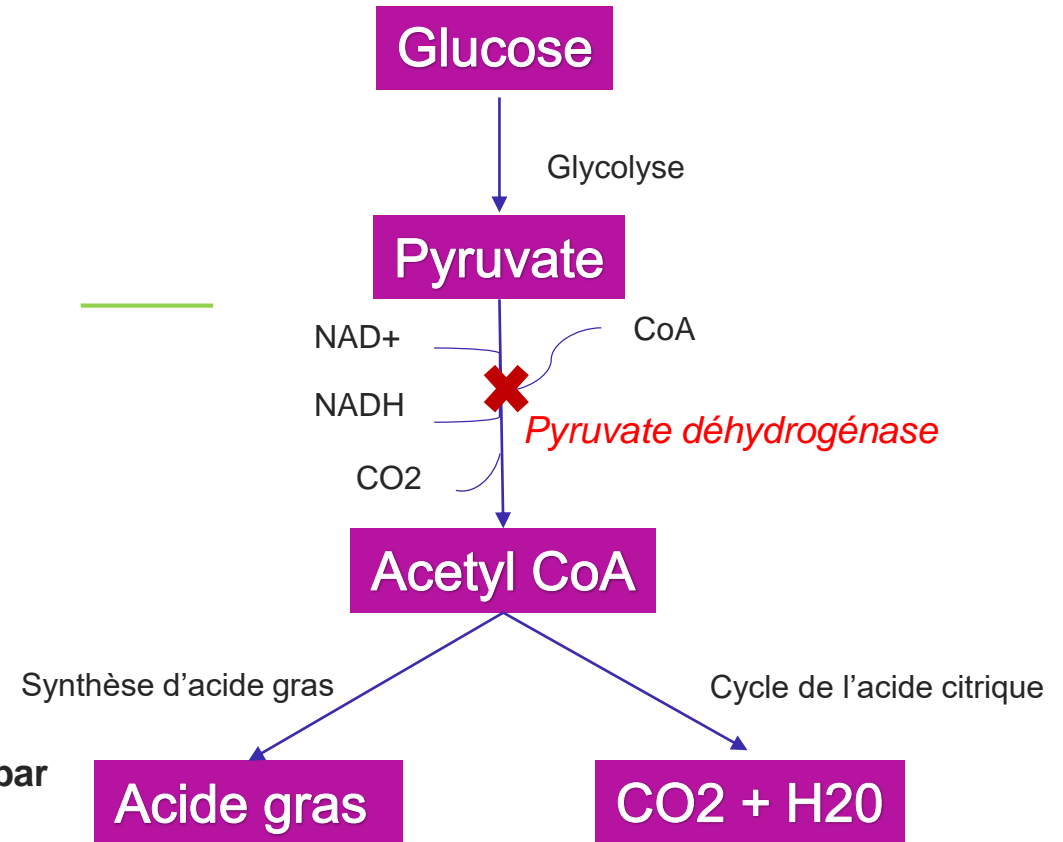 Glucose
Glycolyse
Pyruvate
NAD+
CoA
NADH
Pyruvate déhydrogénase
CO2
Acetyl CoA
Synthèse d’acide gras
Cycle de l’acide citrique
par
Acide gras
CO2 + H20